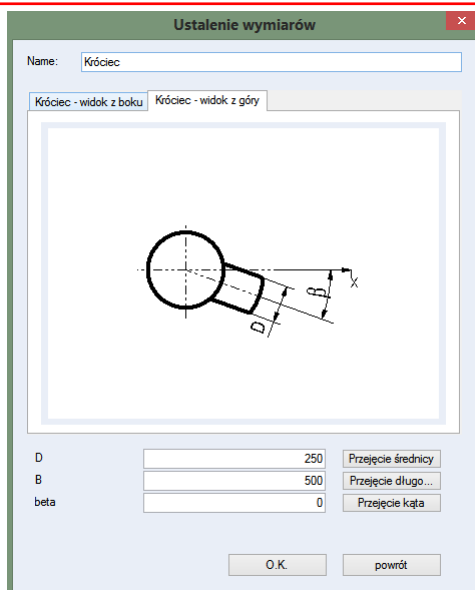 Ustalenie wymiarów
×
Name: Króciec
Króciec - widok z boku Króciec - widok z góry
x
β
D
D 250 Przejęcie średnicy
B 500 Przejęcie długo...
beta 0 Przejęcie kąta
O.K. powrót